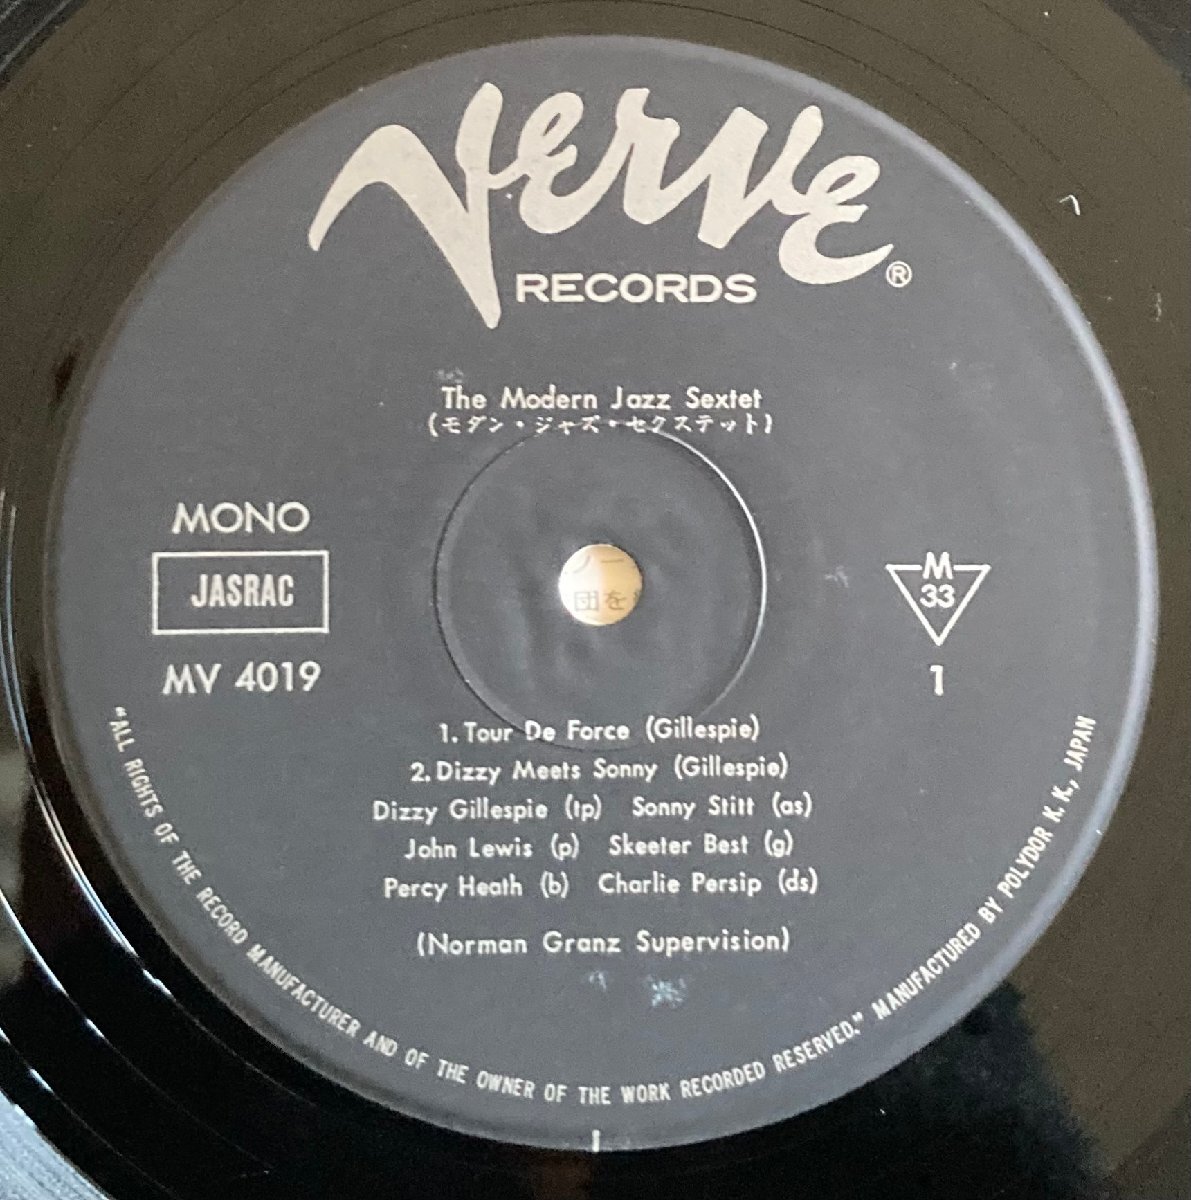 Verve
RECORDS ®
The Modern Jazz Sextet
(モダン・ジャズ・セクステット)
MONO
JASRAC
MV 4019
M
33
1
1. Tour De Force (Gillespie)
2. Dizzy Meets Sonny (Gillespie)
Dizzy Gillespie (tp) Sonny Stitt (as)
John Lewis (p) Skeeter Best (g)
Percy Heath (b) Charlie Persip (ds)
(Norman Granz Supervision)
"ALL RIGHTS OF THE RECORD MANUFACTURER AND OF THE OWNER OF THE WORK RECORDED RESERVED." MANUFACTURED BY POLYDOR K. K., JAPAN
団を